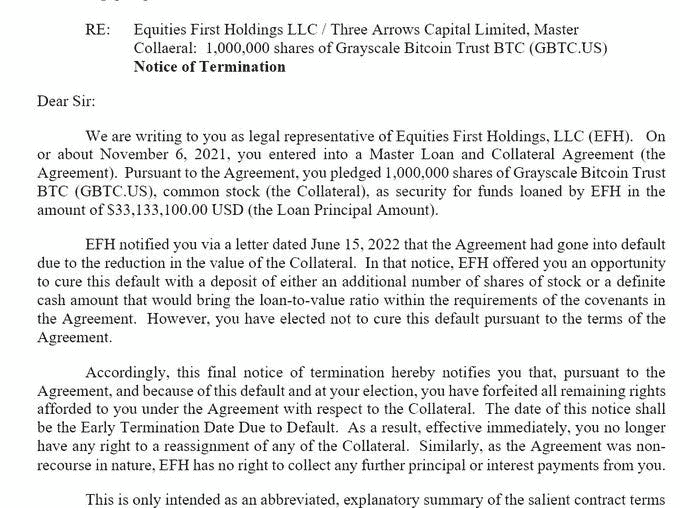 RE: Equities First Holdings LLC / Three Arrows Capital Limited, Master
Collaeral: 1,000,000 shares of Grayscale Bitcoin Trust BTC (GBTC.US)
Notice of Termination
Dear Sir:
We are writing to you as legal representative of Equities First Holdings, LLC (EFH). On
or about November 6, 2021, you entered into a Master Loan and Collateral Agreement (the
Agreement). Pursuant to the Agreement, you pledged 1,000,000 shares of Grayscale Bitcoin Trust
BTC (GBTC.US), common stock (the Collateral), as security for funds loaned by EFH in the
amount of $33,133,100.00 USD (the Loan Principal Amount).
EFH notified you via a letter dated June 15, 2022 that the Agreement had gone into default
due to the reduction in the value of the Collateral. In that notice, EFH offered you an opportunity
to cure this default with a deposit of either an additional number of shares of stock or a definite
cash amount that would bring the loan-to-value ratio within the requirements of the covenants in
the Agreement. However, you have elected not to cure this default pursuant to the terms of the
Agreement.
Accordingly, this final notice of termination hereby notifies you that, pursuant to the
Agreement, and because of this default and at your election, you have forfeited all remaining rights
afforded to you under the Agreement with respect to the Collateral. The date of this notice shall
be the Early Termination Date Due to Default. As a result, effective immediately, you no longer
have any right to a reassignment of any of the Collateral. Similarly, as the Agreement was non-
recourse in nature, EFH has no right to collect any further principal or interest payments from you.
This is only intended as an abbreviated, explanatory summary of the salient contract terms